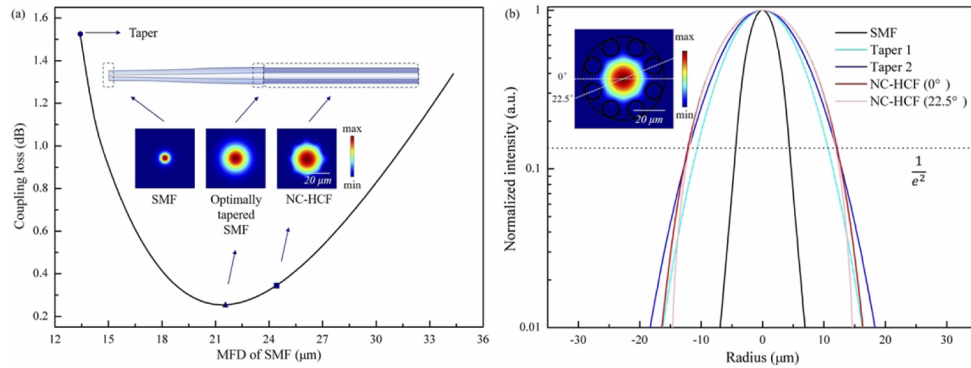 (a)
1.6
1.4
1.2
1.0
0.8
0.6
0.4
0.2
Coupling loss (dB)
Taper
max
min
20 μm
SMF
Optimally
tapered
SMF
NC-HCF
12 15 18 21 24 27 30 33 36
MFD of SMF (μm)
(b)
1
0.1
0.01
Normalized intensity (a.u.)
max
min
0°
22.5°
20 μm
SMF
Taper 1
Taper 2
NC-HCF (0° )
NC-HCF (22.5° )
1
e²
-30 -20 -10 0 10 20 30
Radius (μm)